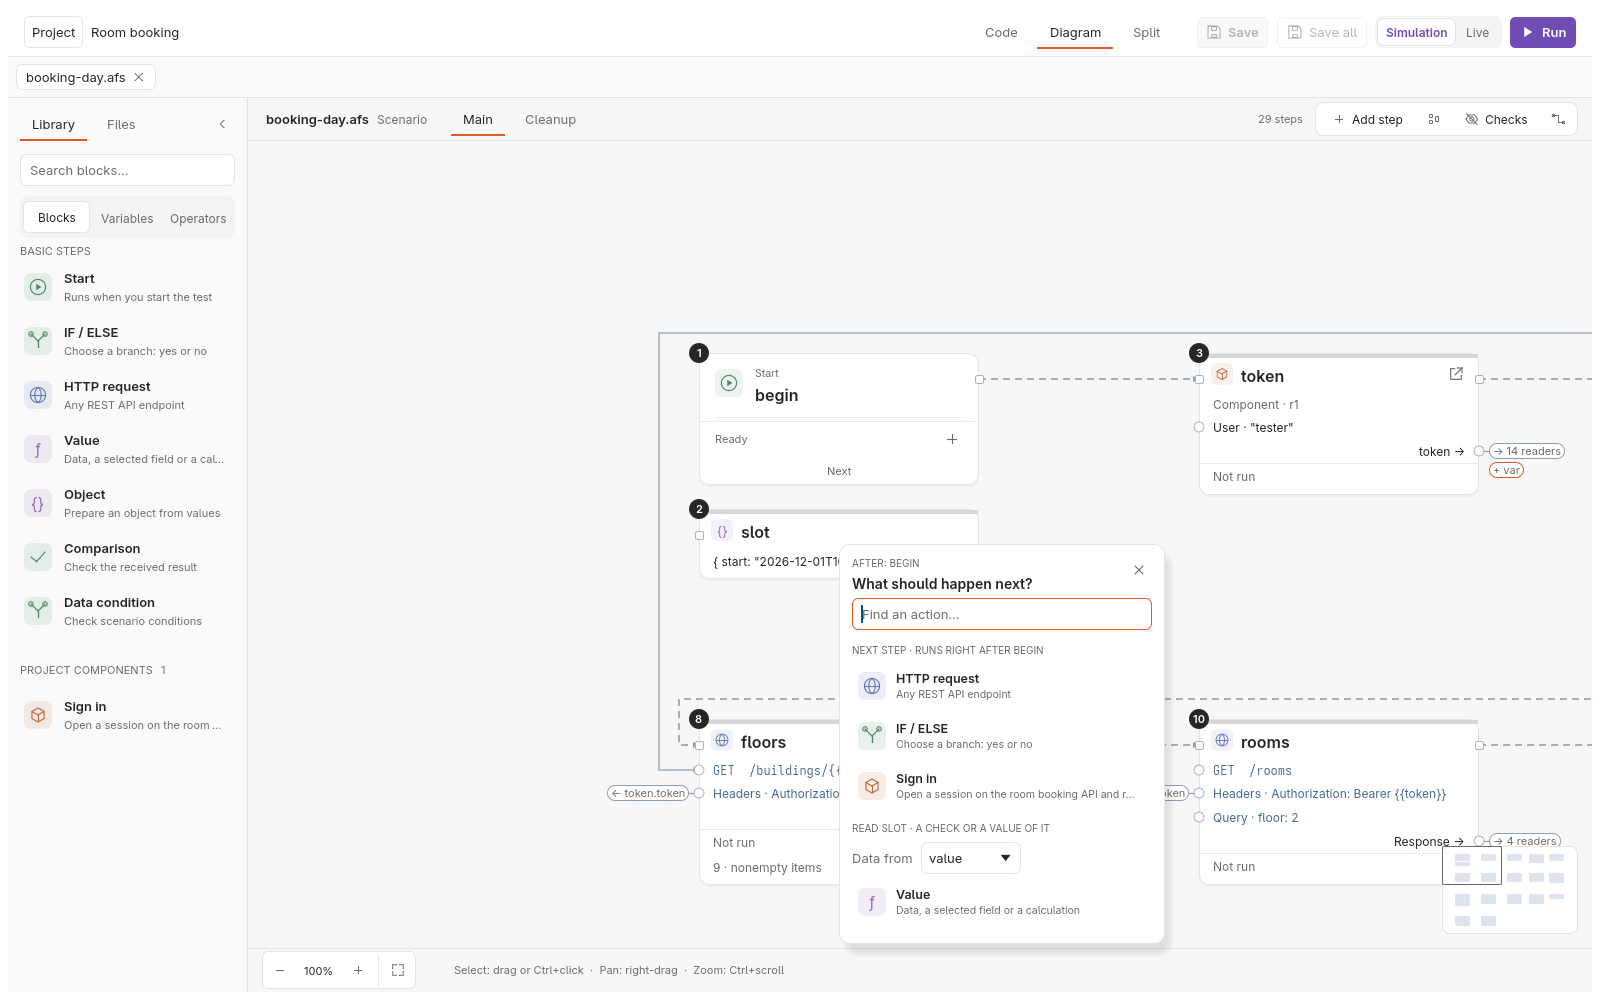 Project Room booking Code Diagram Split Save Save all Simulation Live Run
booking-day.afs
Library Files
Search blocks...
Blocks Variables Operators
BASIC STEPS
Start
Runs when you start the test
IF / ELSE
Choose a branch: yes or no
HTTP request
Any REST API endpoint
Value
Data, a selected field or a cal...
Object
Prepare an object from values
Comparison
Check the received result
Data condition
Check scenario conditions
PROJECT COMPONENTS 1
Sign in
Open a session on the room ...
booking-day.afs Scenario Main Cleanup 29 steps Add step Checks
1
Start
begin
Ready
Next
3
token
Component · r1
User · "tester"
token →
→ 14 readers
+ var
Not run
2
{} slot
{ start: "2026-12-01T1
AFTER: BEGIN
What should happen next?
Find an action...
NEXT STEP · RUNS RIGHT AFTER BEGIN
HTTP request
Any REST API endpoint
IF / ELSE
Choose a branch: yes or no
Sign in
Open a session on the room booking API and r...
READ SLOT · A CHECK OR A VALUE OF IT
Data from value
Value
Data, a selected field or a calculation
8
floors
GET /buildings/{
← token.token
Headers · Authorizatio
Not run
9 · nonempty items
10
rooms
GET /rooms
Headers · Authorization: Bearer {{token}}
Query · floor: 2
Response →
→ 4 readers
Not run
100%
Select: drag or Ctrl+click · Pan: right-drag · Zoom: Ctrl+scroll